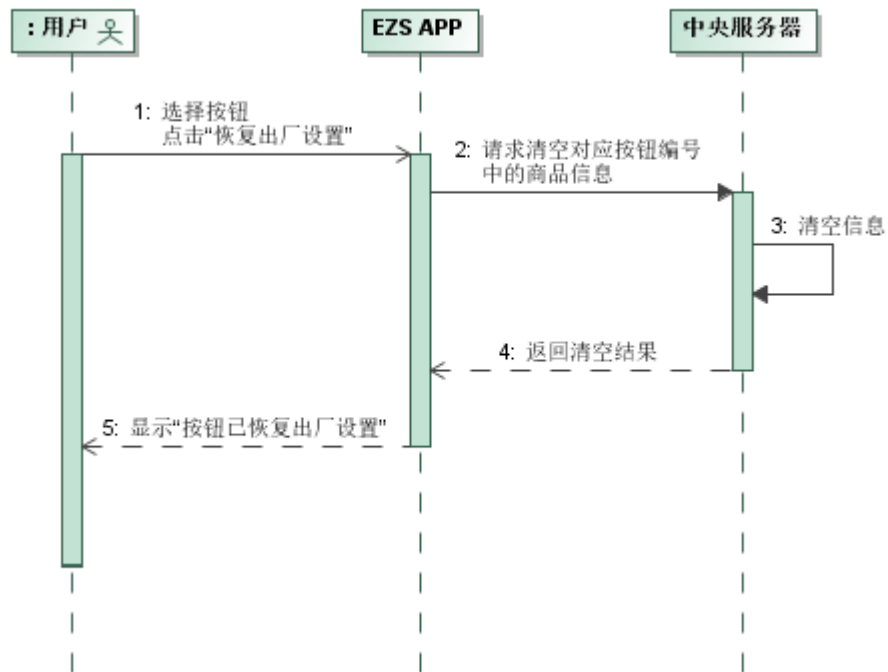 : 用户
EZS APP
中央服务器
1: 选择按钮
点击“恢复出厂设置”
2: 请求清空对应按钮编号
中的商品信息
3: 清空信息
4: 返回清空结果
5: 显示“按钮已恢复出厂设置”